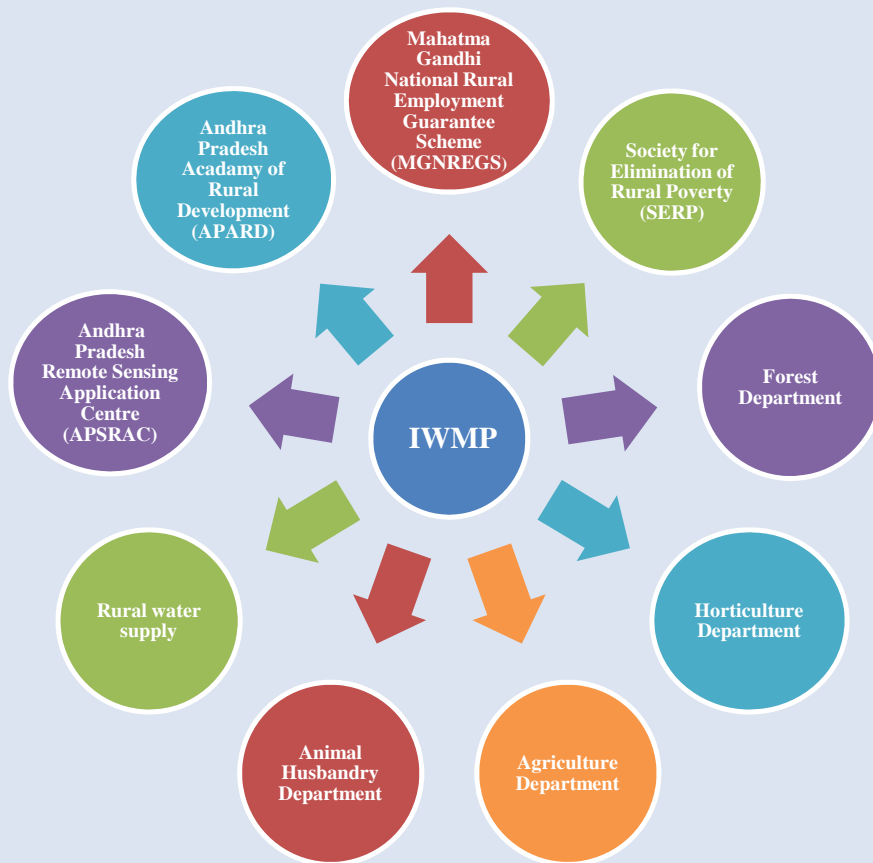 Mahatma
Gandhi
National Rural
Employment
Guarantee
Scheme
(MGNREGS)
Society for
Elimination of
Rural Poverty
(SERP)
Forest
Department
Horticulture
Department
Agriculture
Department
Animal
Husbandry
Department
Rural water
supply
Andhra
Pradesh
Remote Sensing
Application
Centre
(APSRAC)
Andhra
Pradesh
Acadamy of
Rural
Development
(APARD)
IWMP